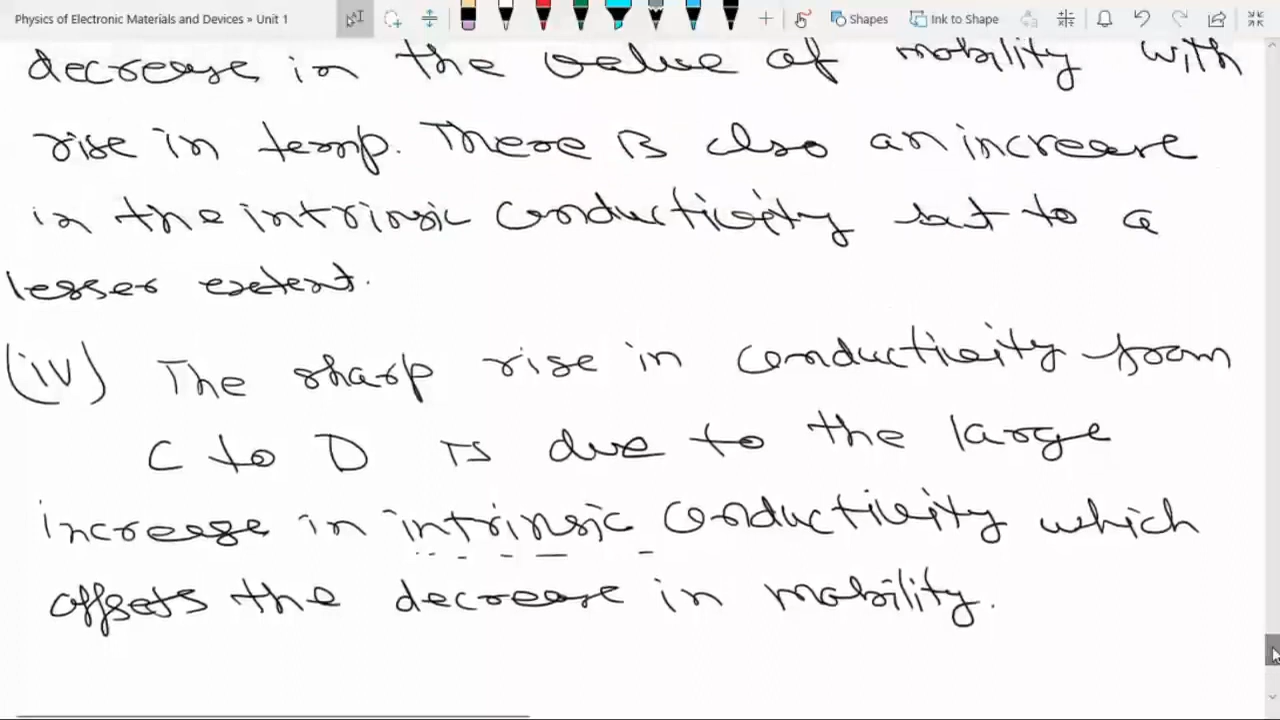 Physics of Electronic Materials and Devices » Unit 1
Shapes
Ink to Shape
decrease in the value of mobility with
rise in temp. There is also an increase
in the intrinsic conductivity but to a
lesser extent.
(iv) The sharp rise in conductivity from
C to D is due to the large
increase in intrinsic conductivity which
offsets the decrease in mobility.